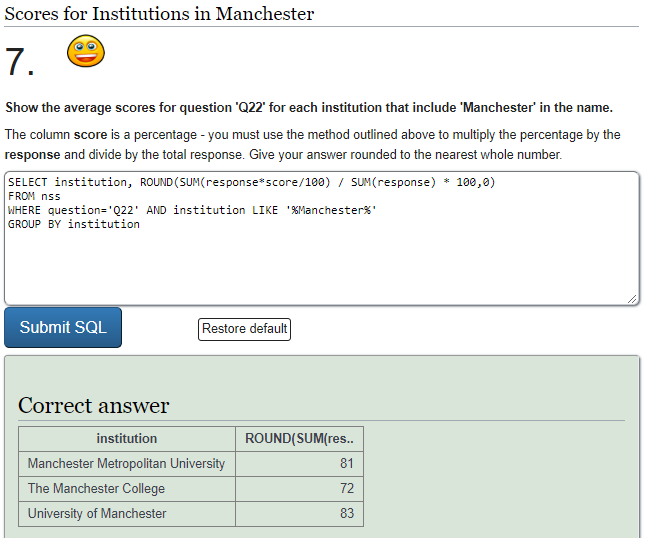 Scores for Institutions in Manchester
7.
Show the average scores for question 'Q22' for each institution that include 'Manchester' in the name.
The column score is a percentage - you must use the method outlined above to multiply the percentage by the
response and divide by the total response. Give your answer rounded to the nearest whole number.
SELECT institution, ROUND(SUM(response*score/100) / SUM(response) * 100,0)
FROM nss
WHERE question='Q22' AND institution LIKE '%Manchester%'
GROUP BY institution
Submit SQL
Restore default
Correct answer
institution ROUND(SUM(res..
Manchester Metropolitan University 81
The Manchester College 72
University of Manchester 83